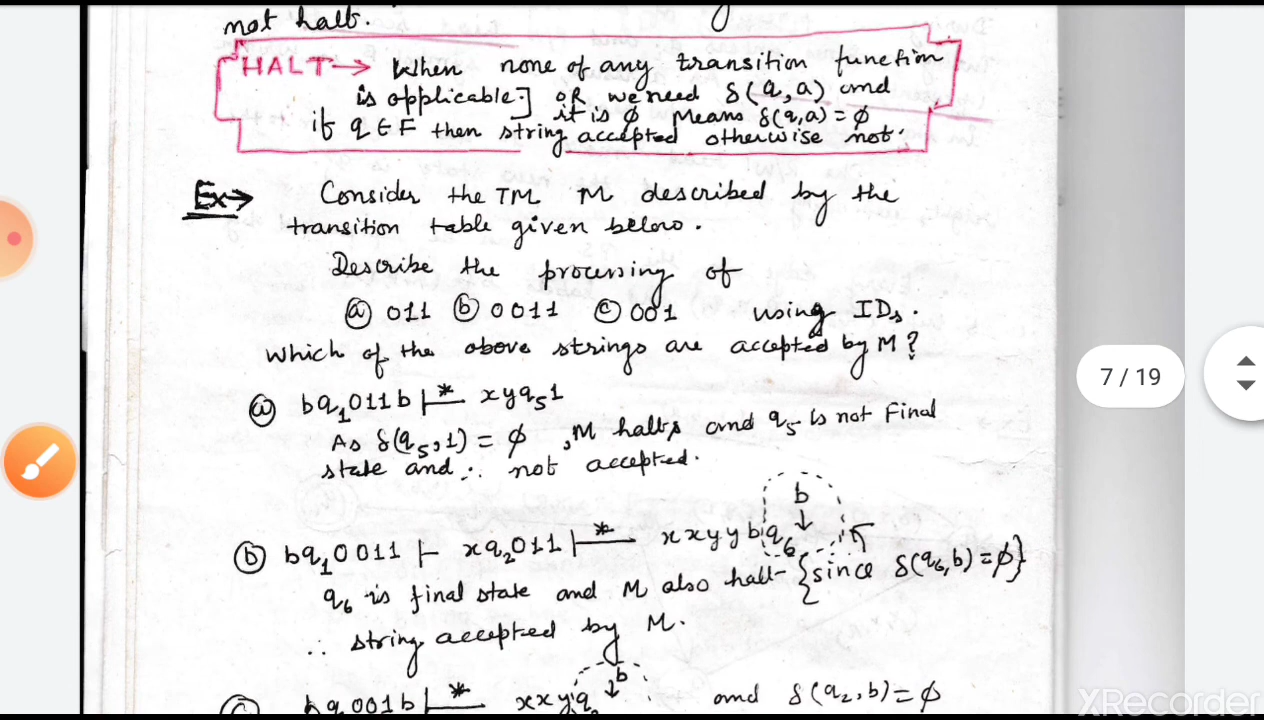 not halt.
HALT → When none of any transition function
is applicable.] OR we need δ(q,a) and
it is ϕ Means δ(q,a) = ϕ
if q ∈ F then string accepted otherwise not.
Ex→ Consider the TM M described by the
transition table given below.
Describe the processing of
ⓐ 011 ⓑ 0011 ⓒ 001 using IDs.
Which of the above strings are accepted by M?
ⓐ bq₁011b ⊢* xyq₅1
As δ(q₅,1) = ϕ, M halts and q₅ is not Final
state and ∴ not accepted.
b
↓
ⓑ bq₁0011 ⊢ xq₂011 ⊢* xxyybq₆
q₆ is final state and M also halt- {since δ(q₆,b)=ϕ}
∴ string accepted by M.
b
↓
bq 001b ⊢* xxyq and δ(q₂,b)=ϕ
7 / 19
XRecorder